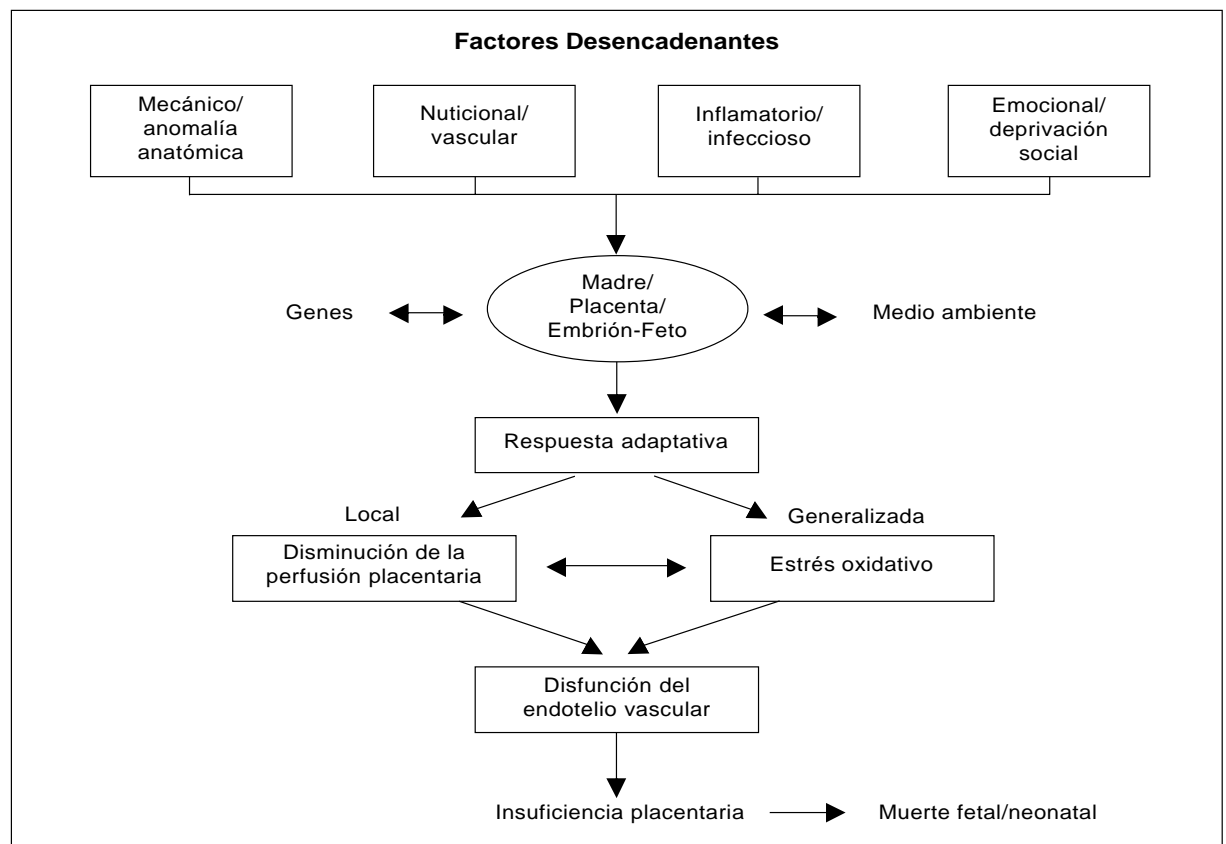 Factores Desencadenantes
Mecánico/
anomalía
anatómica
Nuticional/
vascular
Inflamatorio/
infeccioso
Emocional/
deprivación
social
Madre/
Placenta/
Embrión-Feto
Genes
Medio ambiente
Respuesta adaptativa
Local
Generalizada
Disminución de la
perfusión placentaria
Estrés oxidativo
Disfunción del
endotelio vascular
Insuficiencia placentaria
Muerte fetal/neonatal